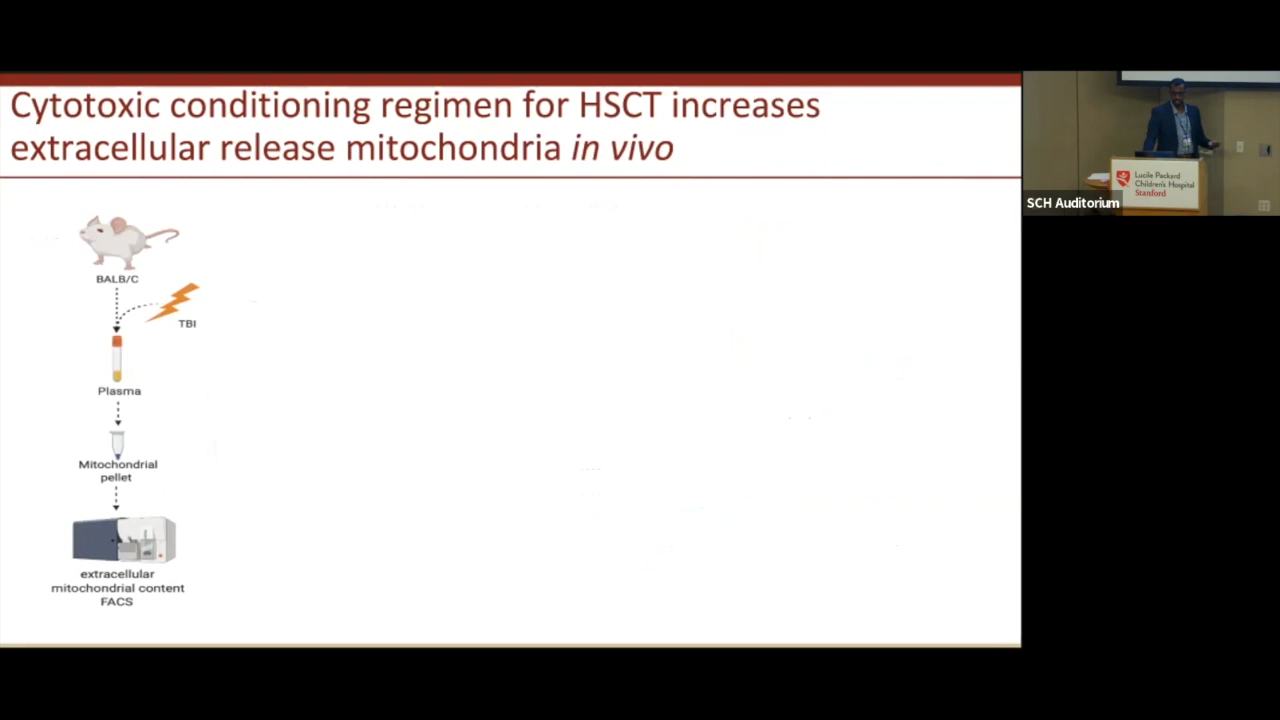 Cytotoxic conditioning regimen for HSCT increases
extracellular release mitochondria in vivo
BALB/C
TBI
Plasma
Mitochondrial
pellet
extracellular
mitochondrial content
FACS
Lucile Packard
Children's Hospital
Stanford
SCH Auditorium